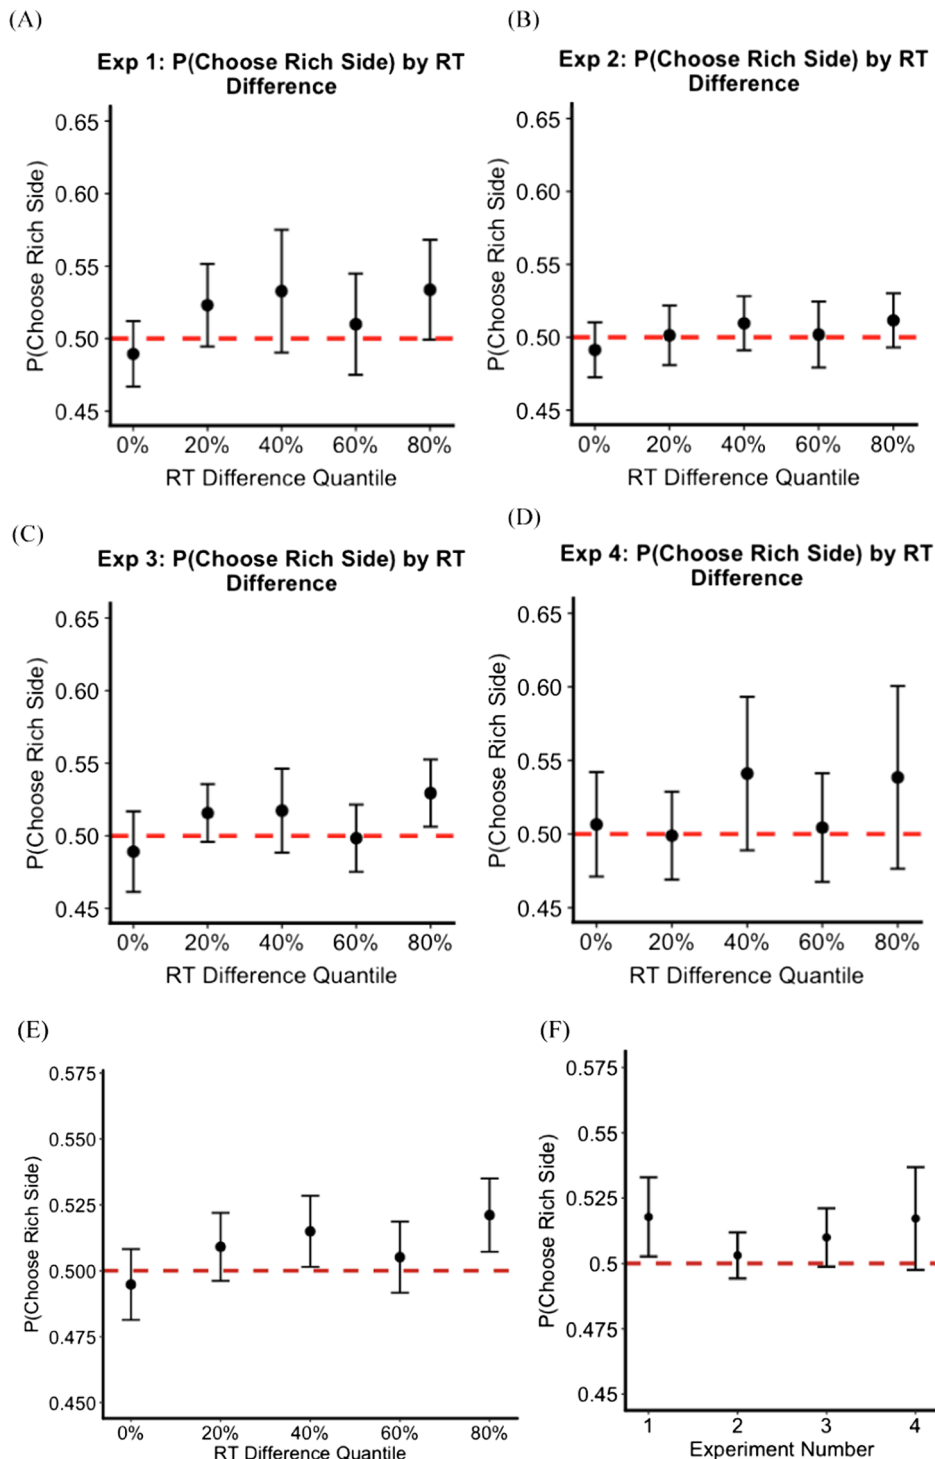 (A)
Exp 1: P(Choose Rich Side) by RT
Difference
P(Choose Rich Side)
0.65
0.60
0.55
0.50
0.45
0% 20% 40% 60% 80%
RT Difference Quantile
(B)
Exp 2: P(Choose Rich Side) by RT
Difference
P(Choose Rich Side)
0.65
0.60
0.55
0.50
0.45
0% 20% 40% 60% 80%
RT Difference Quantile
(C)
Exp 3: P(Choose Rich Side) by RT
Difference
P(Choose Rich Side)
0.65
0.60
0.55
0.50
0.45
0% 20% 40% 60% 80%
RT Difference Quantile
(D)
Exp 4: P(Choose Rich Side) by RT
Difference
P(Choose Rich Side)
0.65
0.60
0.55
0.50
0.45
0% 20% 40% 60% 80%
RT Difference Quantile
(E)
P(Choose Rich Side)
0.575
0.550
0.525
0.500
0.475
0.450
0% 20% 40% 60% 80%
RT Difference Quantile
(F)
P(Choose Rich Side)
0.575
0.55
0.525
0.5
0.475
0.45
1 2 3 4
Experiment Number